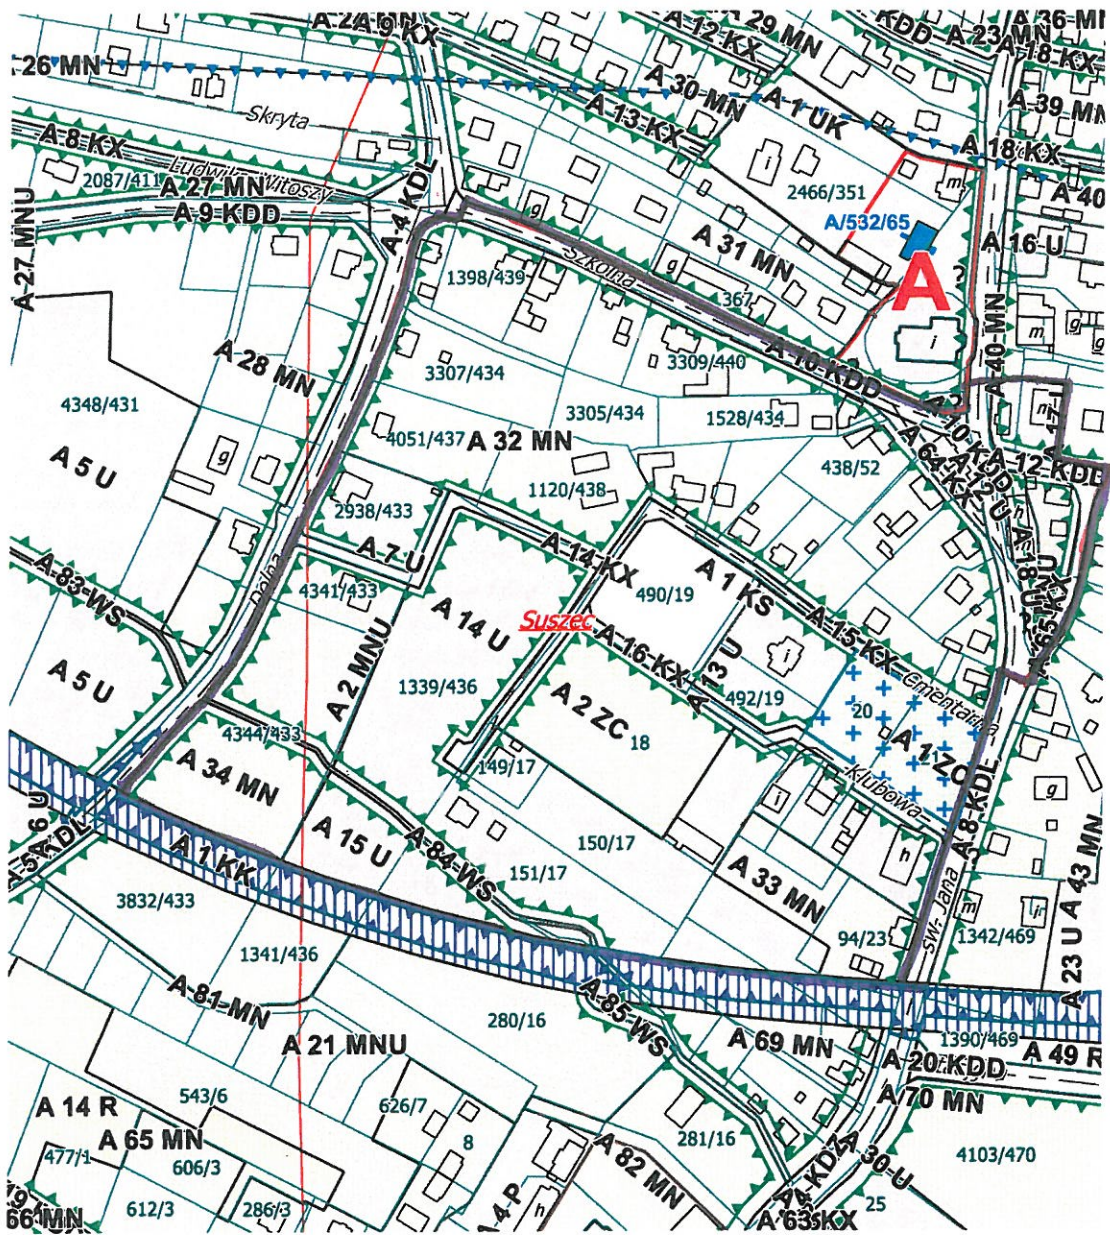 A 9 KX
A 12 KX
A 29 MN
KDD
A 23 MN
A 36 MN
A 18 KX
26 MN
A 30 MN
A 13 KX
A 1 UK
A 39 MN
Skryta
A 8 KX
2087/411
A 27 MN
A 9 KDD
A 27 MNU
A 4 KDL
A 18 KX
2466/351
i
m
A 40
A/532/65
A
g
Szkolna
A 31 MN
g
367
A 16 U
1398/439
i
m
g
g
A 40 MN
A 28 MN
3307/434
3309/440
A 10 KDD
4348/431
3305/434
1528/434
m
A 5 U
g
4051/437
A 32 MN
438/52
A 64 KX
A 12 U
A 12 KDD
1120/438
2938/433
h
A 7 U
A 14 KX
A 18 U
A 83 WS
Dolna
4341/433
490/19
A 1 KS
A 14 U
Suszec
A 15 KX
A 5 U
A 2 MNU
1339/436
A 16 KX
A 13 U
i
492/19
20
Cmentarna
A 2 ZC
18
A 1 ZC
4344/433
149/17
Klubowa
A 8 KDL
A 34 MN
i
g
A 6 U
A 15 U
150/17
h
A 1 KK
A 84 WS
151/17
A 33 MN
A 43 MN
3832/433
św. Jana
m
94/23
1342/469
A 23 U
1341/436
A 81 MN
280/16
A 85 WS
A 69 MN
1390/469
A 21 MNU
A 20 KDD
A 49 R
A 70 MN
543/6
A 14 R
626/7
A 65 MN
8
281/16
477/1
606/3
A 82 MN
A 30 U
4103/470
612/3
286/3
A 4 P
h
25
66 MN
A 63 KX